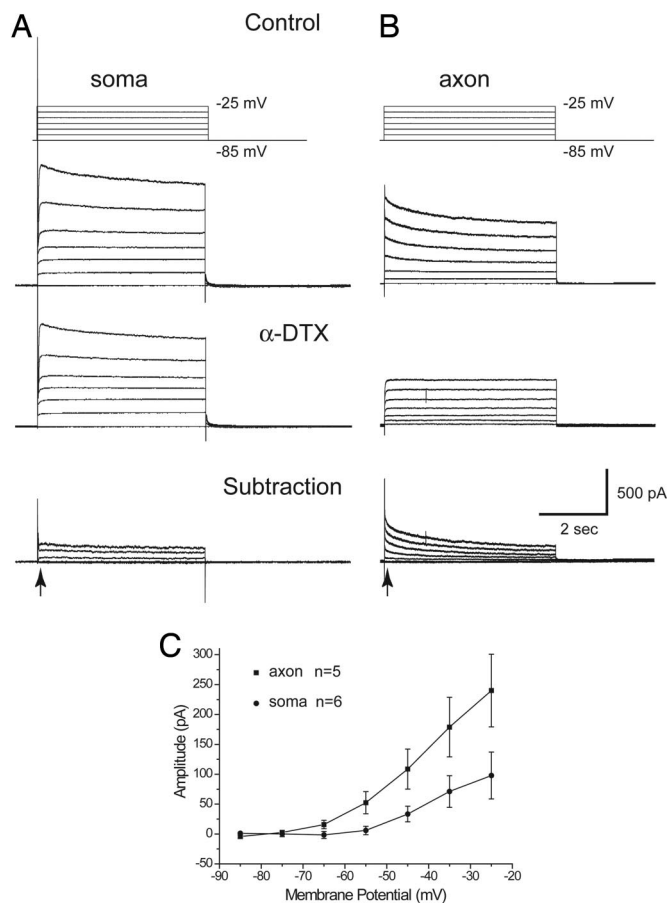 A
Control
B
soma
axon
-25 mV
-25 mV
-85 mV
-85 mV
α-DTX
Subtraction
500 pA
2 sec
C
axon n=5
soma n=6
Amplitude (pA)
300
250
200
150
100
50
0
-50
-90 -80 -70 -60 -50 -40 -30 -20
Membrane Potential (mV)